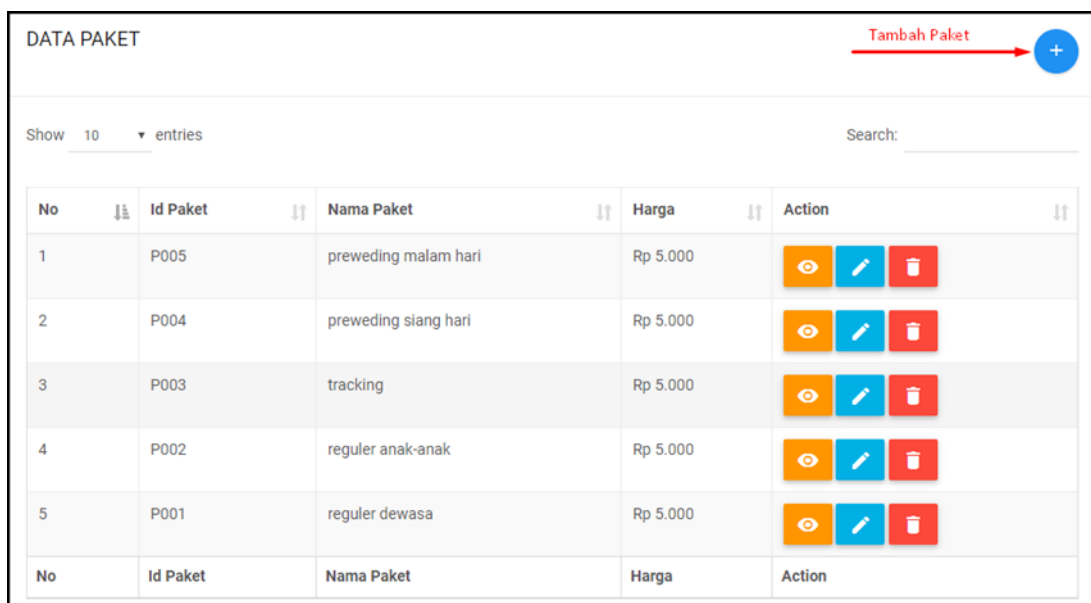 DATA PAKET
Tambah Paket
Show 10 entries
Search:
No Id Paket Nama Paket Harga Action
1 P005 preweding malam hari Rp 5.000
2 P004 preweding siang hari Rp 5.000
3 P003 tracking Rp 5.000
4 P002 reguler anak-anak Rp 5.000
5 P001 reguler dewasa Rp 5.000
No Id Paket Nama Paket Harga Action